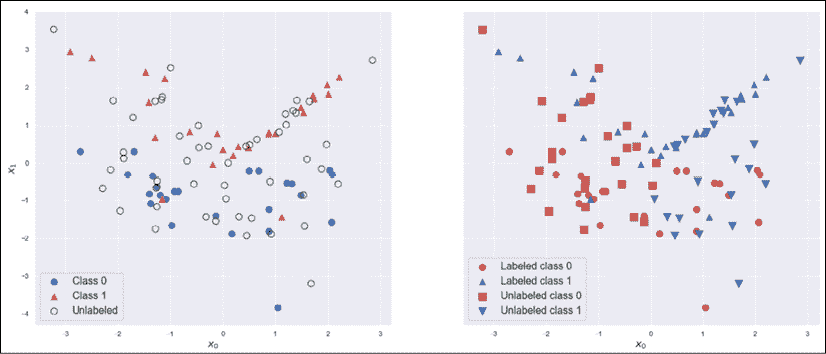 4
3
2
1
0
−1
−2
−3
−4
x₁
Class 0
Class 1
Unlabeled
−3 −2 −1 0 1 2 3
x₀
Labeled class 0
Labeled class 1
Unlabeled class 0
Unlabeled class 1
−3 −2 −1 0 1 2 3
x₀